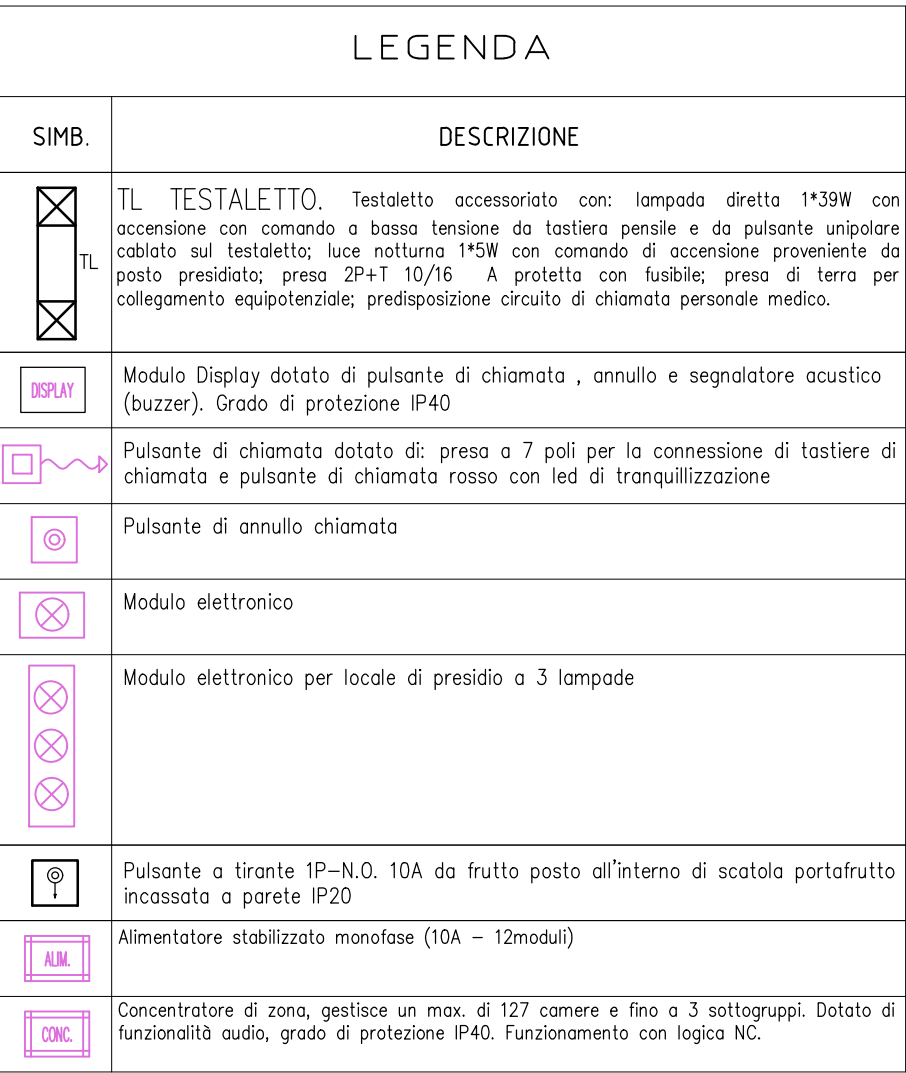 LEGENDA
SIMB. DESCRIZIONE
TL TESTALETTO. Testaletto accessoriato con: lampada diretta 1*39W con
accensione con comando a bassa tensione da tastiera pensile e da pulsante unipolare
cablato sul testaletto; luce notturna 1*5W con comando di accensione proveniente da
TL
posto presidiato; presa 2P+T 10/16 A protetta con fusibile; presa di terra per
collegamento equipotenziale; predisposizione circuito di chiamata personale medico.
DISPLAY
Modulo Display dotato di pulsante di chiamata , annullo e segnalatore acustico
(buzzer). Grado di protezione IP40
Pulsante di chiamata dotato di: presa a 7 poli per la connessione di tastiere di
chiamata e pulsante di chiamata rosso con led di tranquillizzazione
Pulsante di annullo chiamata
Modulo elettronico
Modulo elettronico per locale di presidio a 3 lampade
Pulsante a tirante 1P-N.O. 10A da frutto posto all'interno di scatola portafrutto
incassata a parete IP20
ALIM.
Alimentatore stabilizzato monofase (10A - 12moduli)
CONC.
Concentratore di zona, gestisce un max. di 127 camere e fino a 3 sottogruppi. Dotato di
funzionalità audio, grado di protezione IP40. Funzionamento con logica NC.